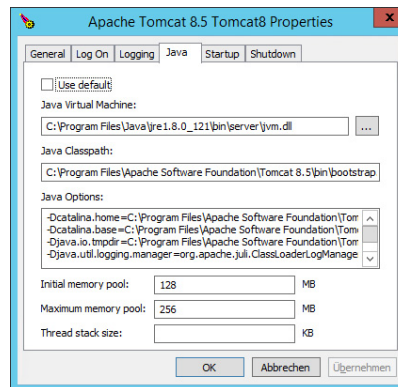 Apache Tomcat 8.5 Tomcat8 Properties
x
General Log On Logging Java Startup Shutdown
Use default
Java Virtual Machine:
C:\Program Files\Java\jre1.8.0_121\bin\server\jvm.dll ...
Java Classpath:
C:\Program Files\Apache Software Foundation\Tomcat 8.5\bin\bootstrap
Java Options:
-Dcatalina.home=C:\Program Files\Apache Software Foundation\Tom
-Dcatalina.base=C:\Program Files\Apache Software Foundation\Tom
-Djava.io.tmpdir=C:\Program Files\Apache Software Foundation\Tom
-Djava.util.logging.manager=org.apache.juli.ClassLoaderLogManage
Initial memory pool: 128 MB
Maximum memory pool: 256 MB
Thread stack size: KB
OK Abbrechen Übernehmen